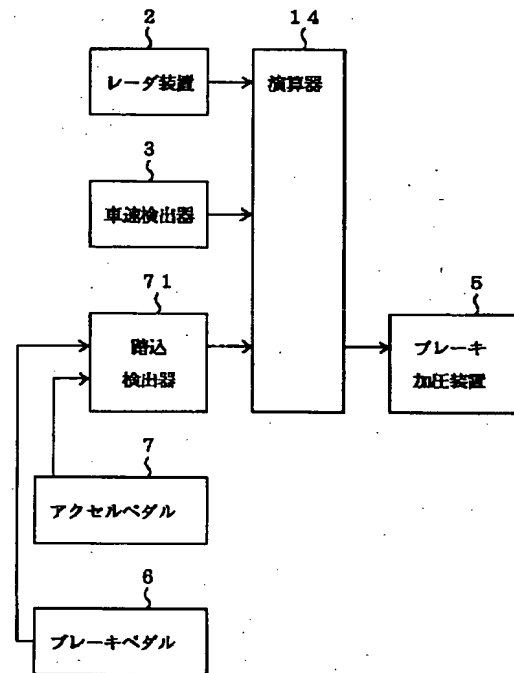 2
レーダ装置
14
演算器
3
車速検出器
71
踏込
検出器
5
ブレーキ
加圧装置
7
アクセルペダル
6
ブレーキペダル